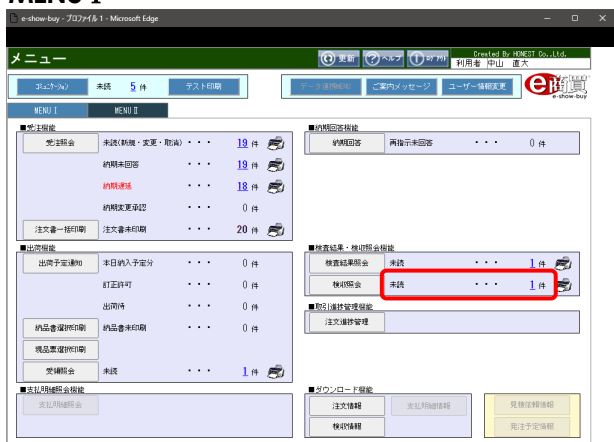 MENU I
e-show-buy - プロファイル 1 - Microsoft Edge
メニュー
更新
ヘルプ
ログアウト
Created By HONEST Co.,Ltd.
利用者 中山 直大
コミュニケーション 未読 5 件
テスト印刷
データ連携MENU
ご案内メッセージ
ユーザー情報変更
e商買
e-show-buy
MENU I
MENU II
■受注機能
受注照会 未読(新規・変更・取消)・・・ 19 件
納期未回答 ・・・ 19 件
納期遅延 ・・・ 18 件
納期変更承認 ・・・ 0 件
注文書一括印刷 注文書未印刷 ・・・ 20 件
■納期回答機能
納期回答 再指示未回答 ・・・ 0 件
■出荷機能
出荷予定通知 本日納入予定分 ・・・ 0 件
訂正許可 ・・・ 0 件
出荷待 ・・・ 0 件
納品書選択印刷 納品書未印刷 ・・・ 0 件
現品票選択印刷
受領照会 未読 ・・・ 1 件
■検査結果・検収照会機能
検査結果照会 未読 ・・・ 1 件
検収照会 未読 ・・・ 1 件
■取引進捗管理機能
注文進捗管理
■支払明細照会機能
支払明細照会
■ダウンロード機能
注文情報
支払明細情報
見積依頼情報
検収情報
発注予定情報